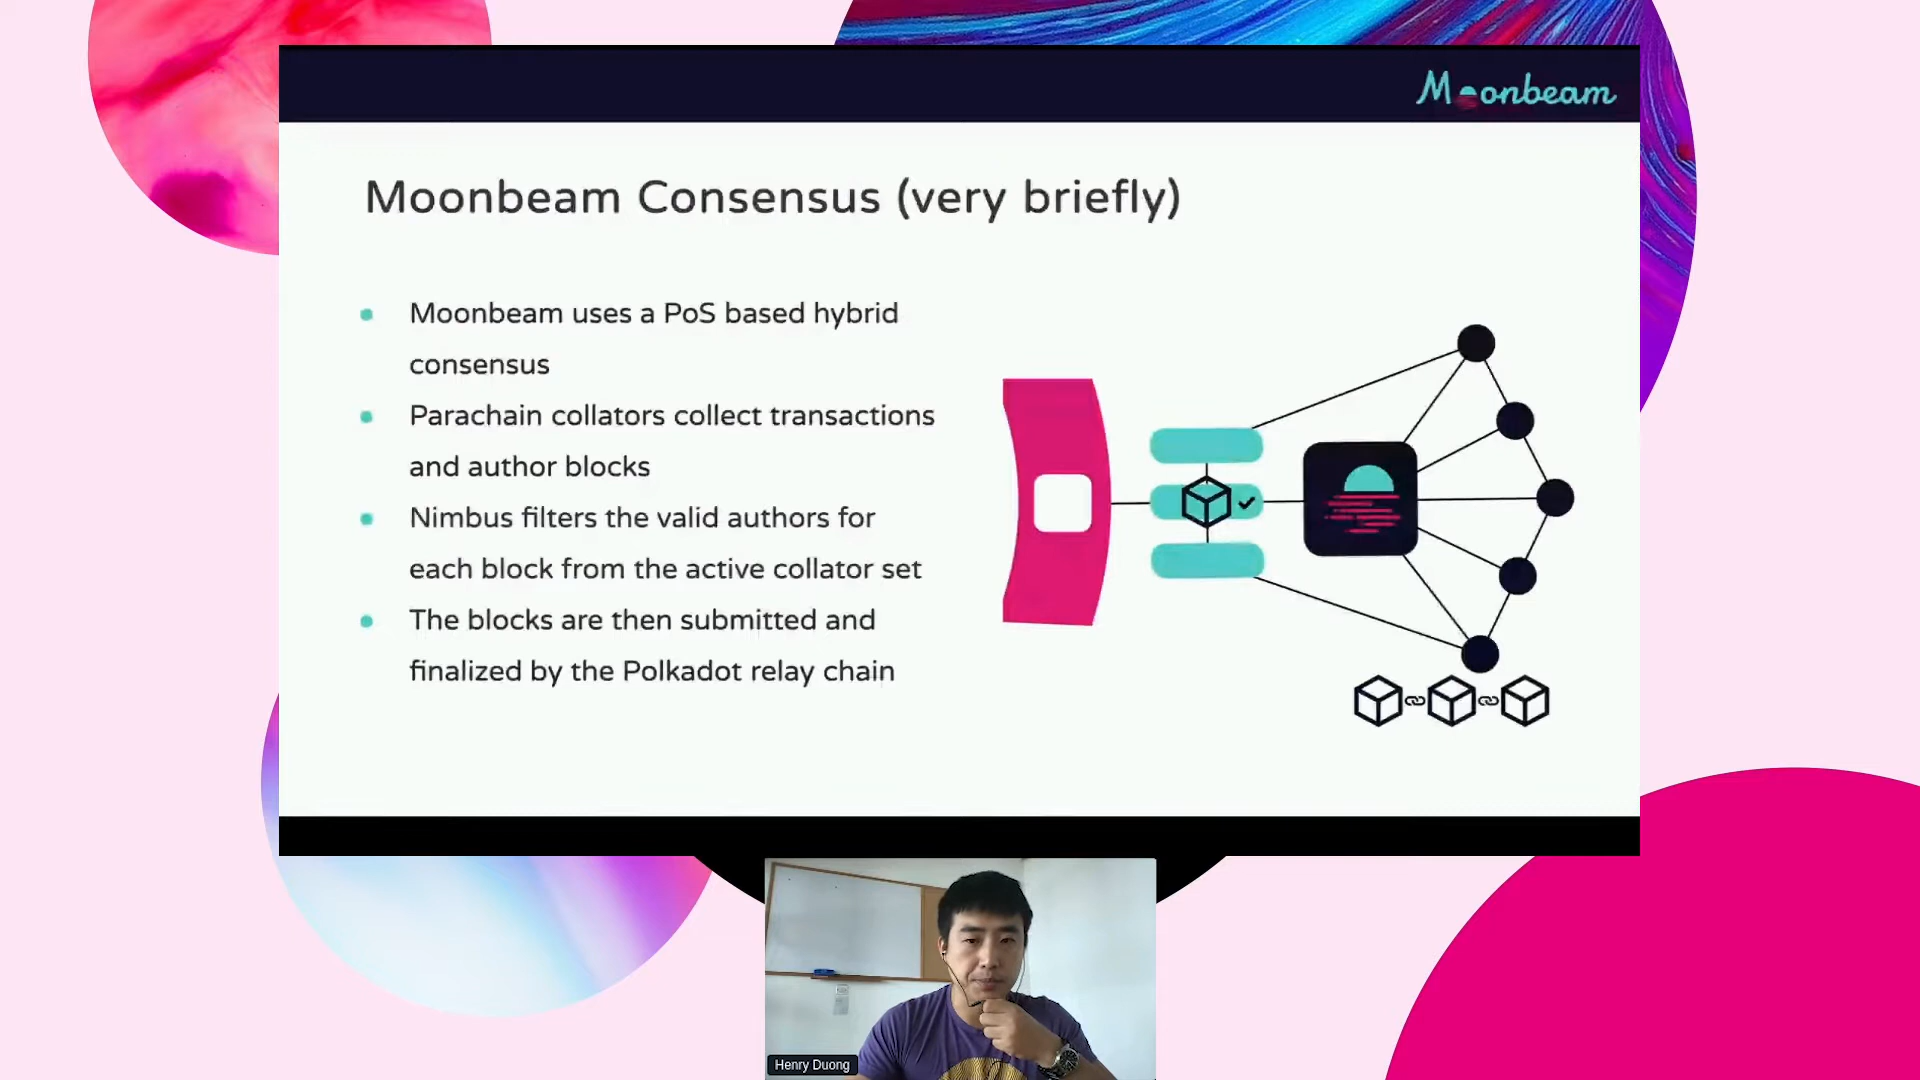 Moonbeam
Moonbeam Consensus (very briefly)
Moonbeam uses a PoS based hybrid
consensus
Parachain collators collect transactions
and author blocks
Nimbus filters the valid authors for
each block from the active collator set
The blocks are then submitted and
finalized by the Polkadot relay chain
Henry Duong